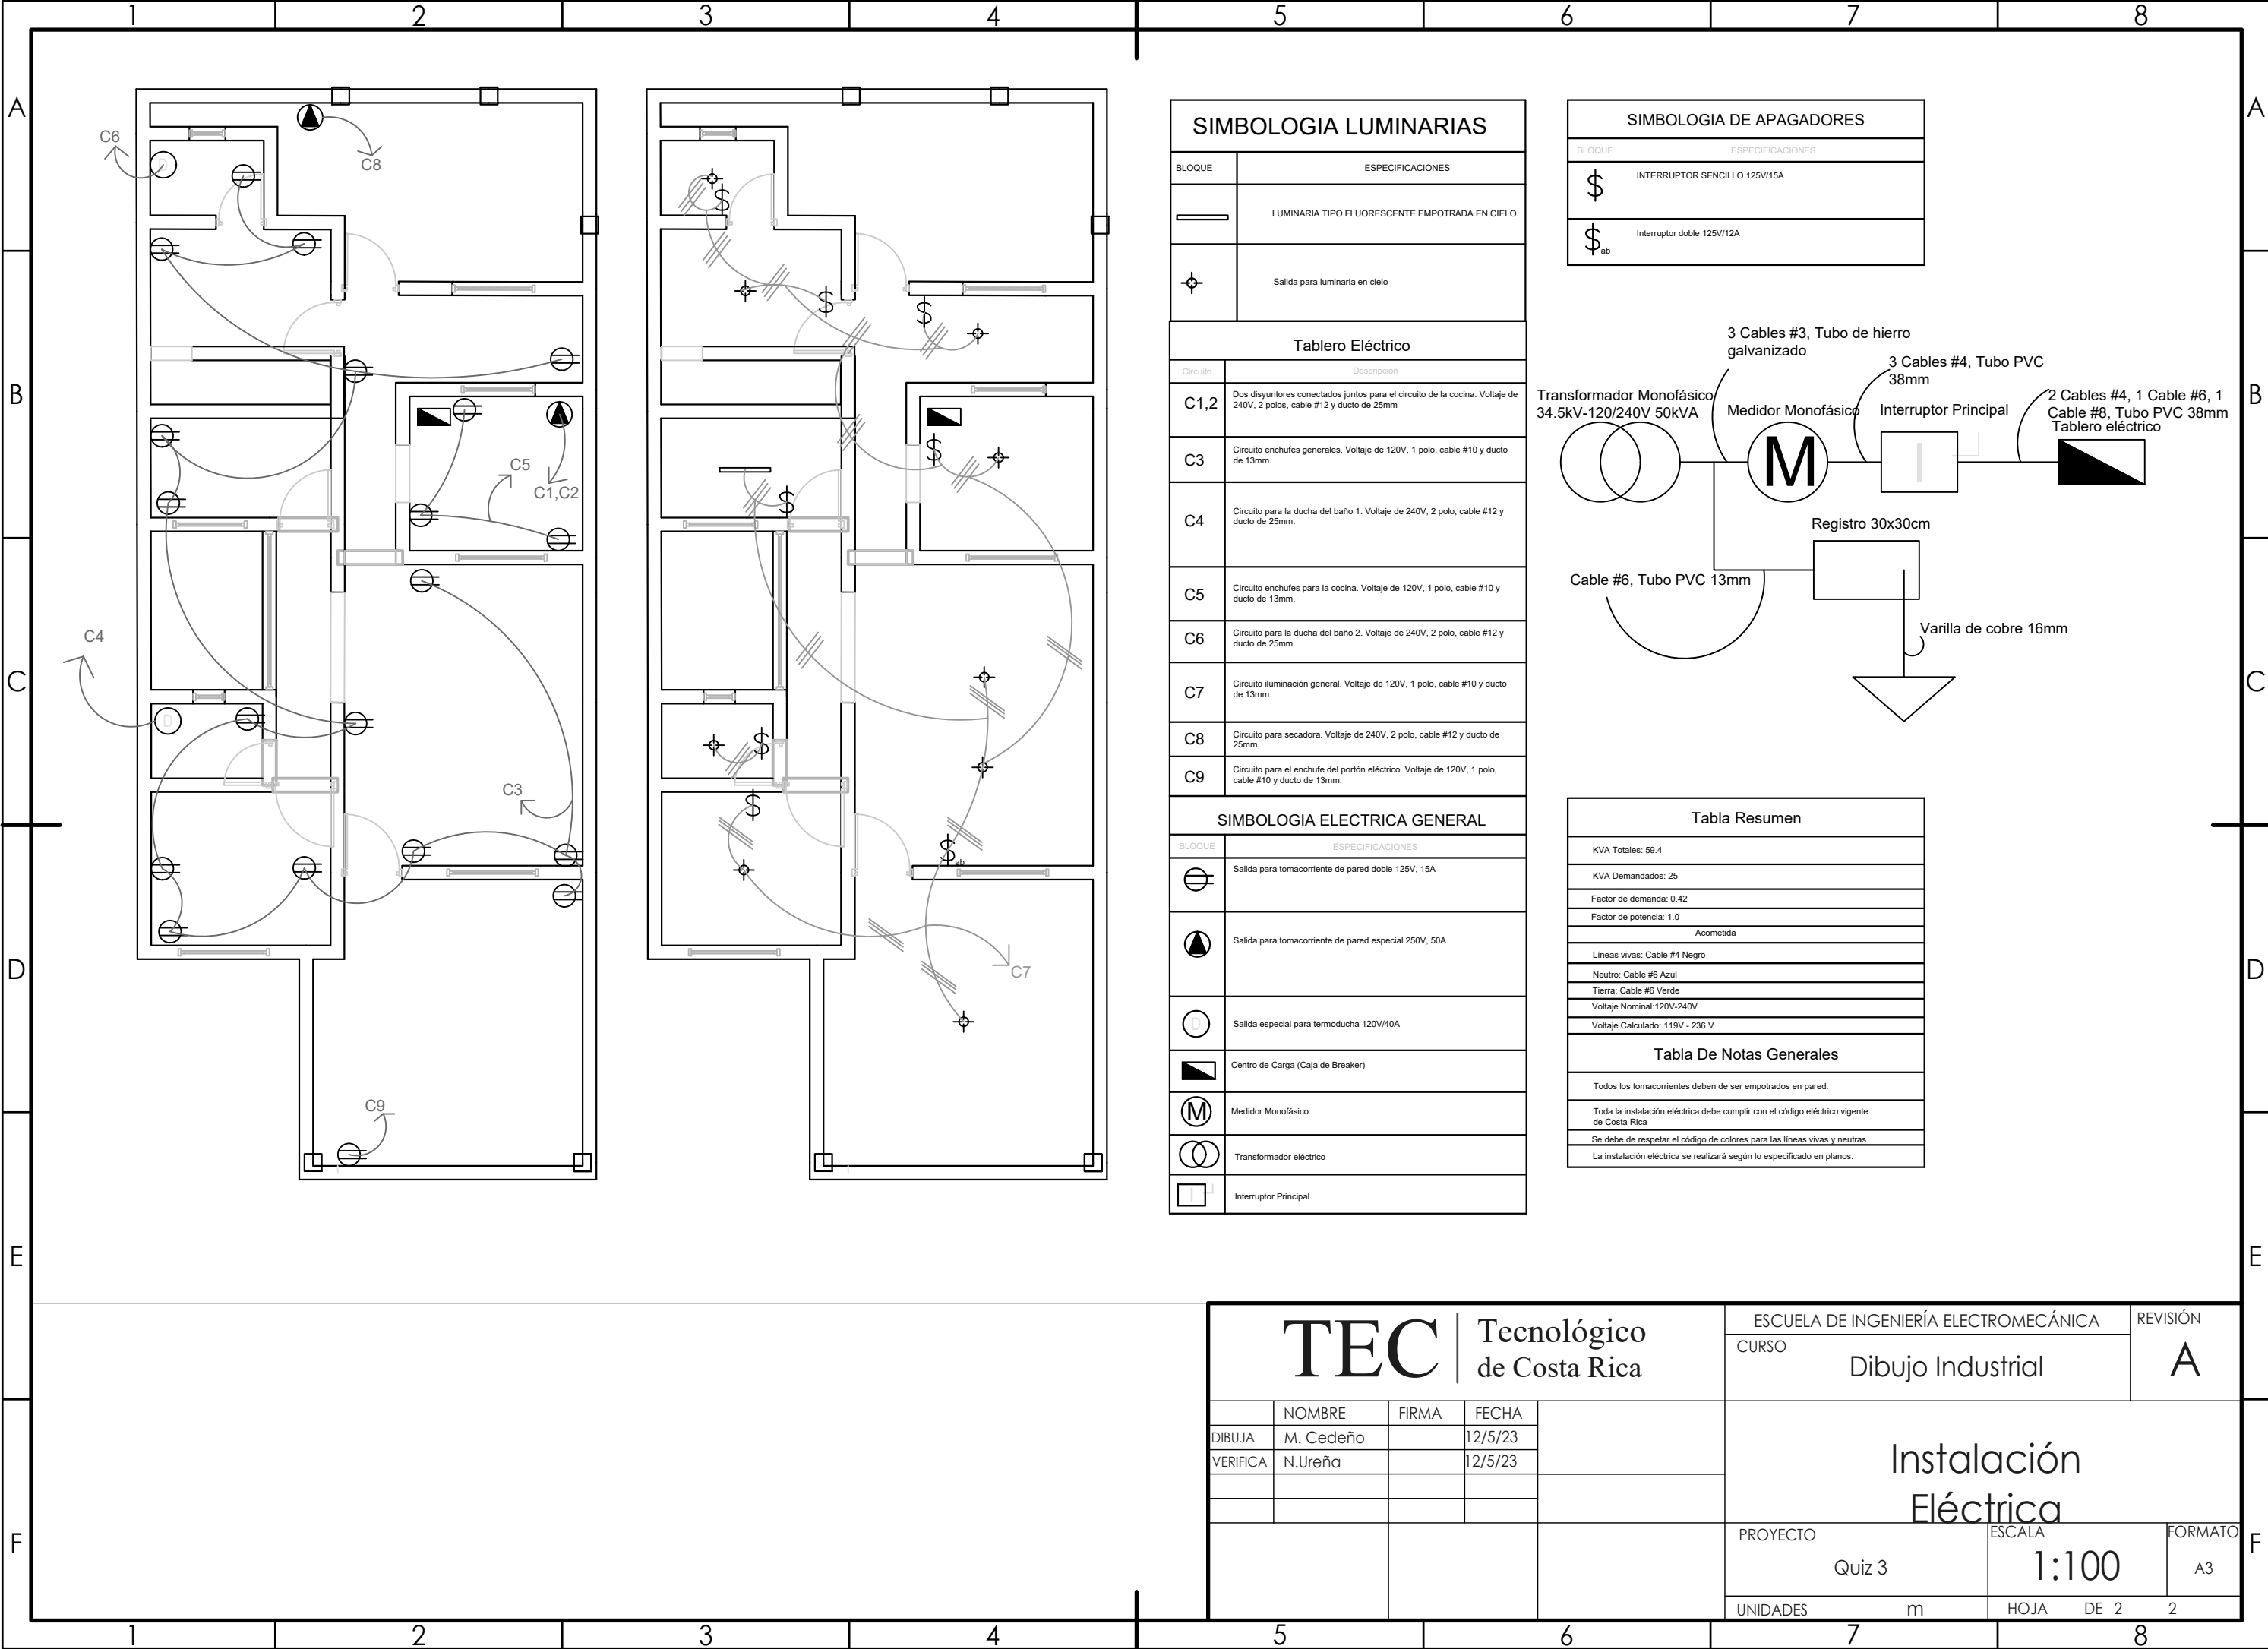 1 2 3 4 5 6 7 8
A
B
C
D
E
F
A
B
C
D
E
F
C6
C8
C5
C1,C2
C4
C3
C9
D
D
ab
C7
SIMBOLOGIA LUMINARIAS
BLOQUE ESPECIFICACIONES
LUMINARIA TIPO FLUORESCENTE EMPOTRADA EN CIELO
Salida para luminaria en cielo
Tablero Eléctrico
Circuito Descripción
C1,2 Dos disyuntores conectados juntos para el circuito de la cocina. Voltaje de
240V, 2 polos, cable #12 y ducto de 25mm
C3 Circuito enchufes generales. Voltaje de 120V, 1 polo, cable #10 y ducto
de 13mm.
C4 Circuito para la ducha del baño 1. Voltaje de 240V, 2 polo, cable #12 y
ducto de 25mm.
C5 Circuito enchufes para la cocina. Voltaje de 120V, 1 polo, cable #10 y
ducto de 13mm.
C6 Circuito para la ducha del baño 2. Voltaje de 240V, 2 polo, cable #12 y
ducto de 25mm.
C7 Circuito iluminación general. Voltaje de 120V, 1 polo, cable #10 y ducto
de 13mm.
C8 Circuito para secadora. Voltaje de 240V, 2 polo, cable #12 y ducto de
25mm.
C9 Circuito para el enchufe del portón eléctrico. Voltaje de 120V, 1 polo,
cable #10 y ducto de 13mm.
SIMBOLOGIA ELECTRICA GENERAL
BLOQUE ESPECIFICACIONES
Salida para tomacorriente de pared doble 125V, 15A
Salida para tomacorriente de pared especial 250V, 50A
D Salida especial para termoducha 120V/40A
Centro de Carga (Caja de Breaker)
M Medidor Monofásico
Transformador eléctrico
I Interruptor Principal
SIMBOLOGIA DE APAGADORES
BLOQUE ESPECIFICACIONES
$ INTERRUPTOR SENCILLO 125V/15A
$ab Interruptor doble 125V/12A
3 Cables #3, Tubo de hierro
galvanizado
3 Cables #4, Tubo PVC
38mm
Transformador Monofásico
34.5kV-120/240V 50kVA
Medidor Monofásico
M
Interruptor Principal
I
2 Cables #4, 1 Cable #6, 1
Cable #8, Tubo PVC 38mm
Tablero eléctrico
Registro 30x30cm
Cable #6, Tubo PVC 13mm
Varilla de cobre 16mm
Tabla Resumen
KVA Totales: 59.4
KVA Demandados: 25
Factor de demanda: 0.42
Factor de potencia: 1.0
Acometida
Líneas vivas: Cable #4 Negro
Neutro: Cable #6 Azul
Tierra: Cable #6 Verde
Voltaje Nominal:120V-240V
Voltaje Calculado: 119V - 236 V
Tabla De Notas Generales
Todos los tomacorrientes deben de ser empotrados en pared.
Toda la instalación eléctrica debe cumplir con el código eléctrico vigente
de Costa Rica
Se debe de respetar el código de colores para las líneas vivas y neutras
La instalación eléctrica se realizará según lo especificado en planos.
TEC
Tecnológico
de Costa Rica
ESCUELA DE INGENIERÍA ELECTROMECÁNICA
CURSO
Dibujo Industrial
REVISIÓN
A
NOMBRE FIRMA FECHA
DIBUJA M. Cedeño 12/5/23
VERIFICA N.Ureña 12/5/23
Instalación
Eléctrica
PROYECTO
Quiz 3
ESCALA
1:100
FORMATO
A3
UNIDADES m
HOJA DE 2 2
1 2 3 4 5 6 7 8